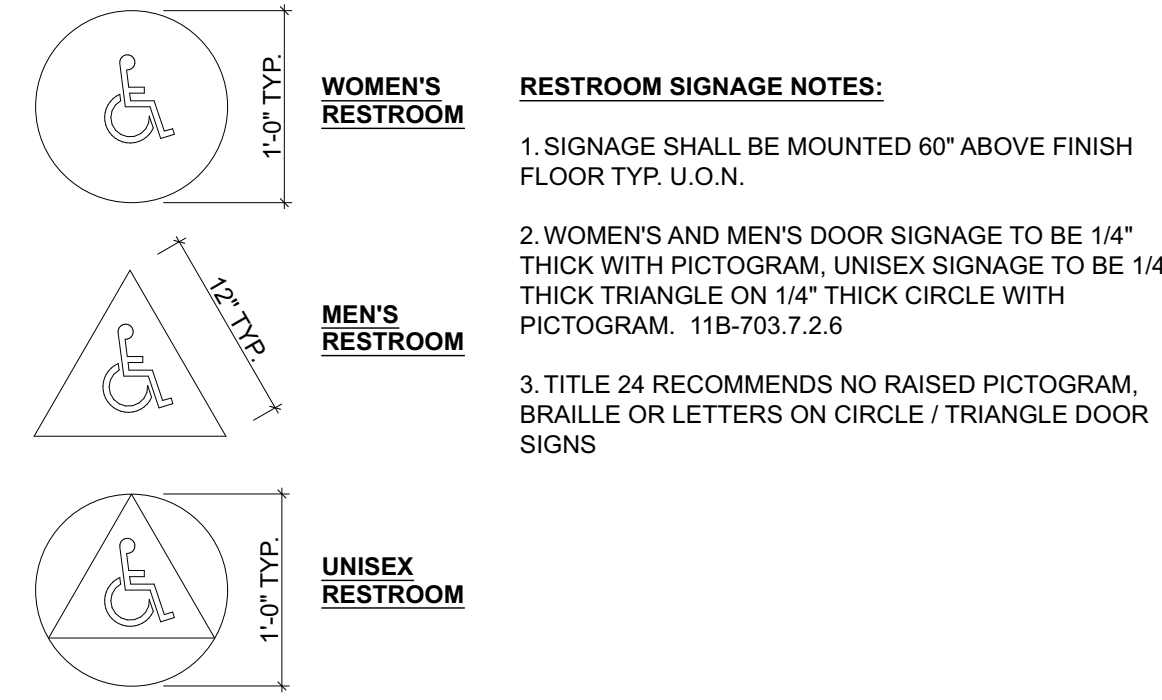 1'-0" TYP.
WOMEN'S
RESTROOM
12" TYP.
MEN'S
RESTROOM
1'-0" TYP.
UNISEX
RESTROOM
RESTROOM SIGNAGE NOTES:
1. SIGNAGE SHALL BE MOUNTED 60" ABOVE FINISH
FLOOR TYP. U.O.N.
2. WOMEN'S AND MEN'S DOOR SIGNAGE TO BE 1/4"
THICK WITH PICTOGRAM, UNISEX SIGNAGE TO BE 1/4
THICK TRIANGLE ON 1/4" THICK CIRCLE WITH
PICTOGRAM. 11B-703.7.2.6
3. TITLE 24 RECOMMENDS NO RAISED PICTOGRAM,
BRAILLE OR LETTERS ON CIRCLE / TRIANGLE DOOR
SIGNS